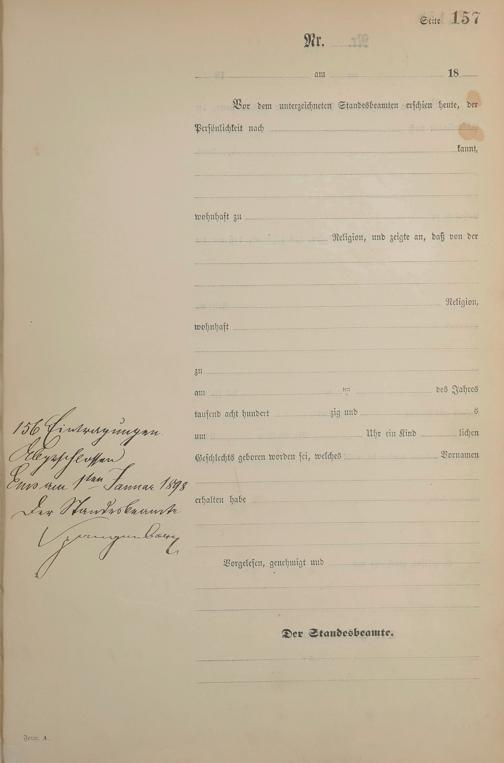 Seite 157
Nr.
am 18
Vor dem unterzeichneten Standesbeamten erschien heute, der
Persönlichkeit nach
kannt,
wohnhaft zu
Religion, und zeigte an, daß von der
Religion,
wohnhaft
zu
am des Jahres
tausend acht hundert zig und s
um Uhr ein Kind lichen
Geschlechts geboren worden sei, welches Vornamen
erhalten habe
Vorgelesen, genehmigt und
Der Standesbeamte.
156 Eintragungen
Abgeschlossen
Ems am 1ten Januar 1898
Der Standesbeamte
Form. A.